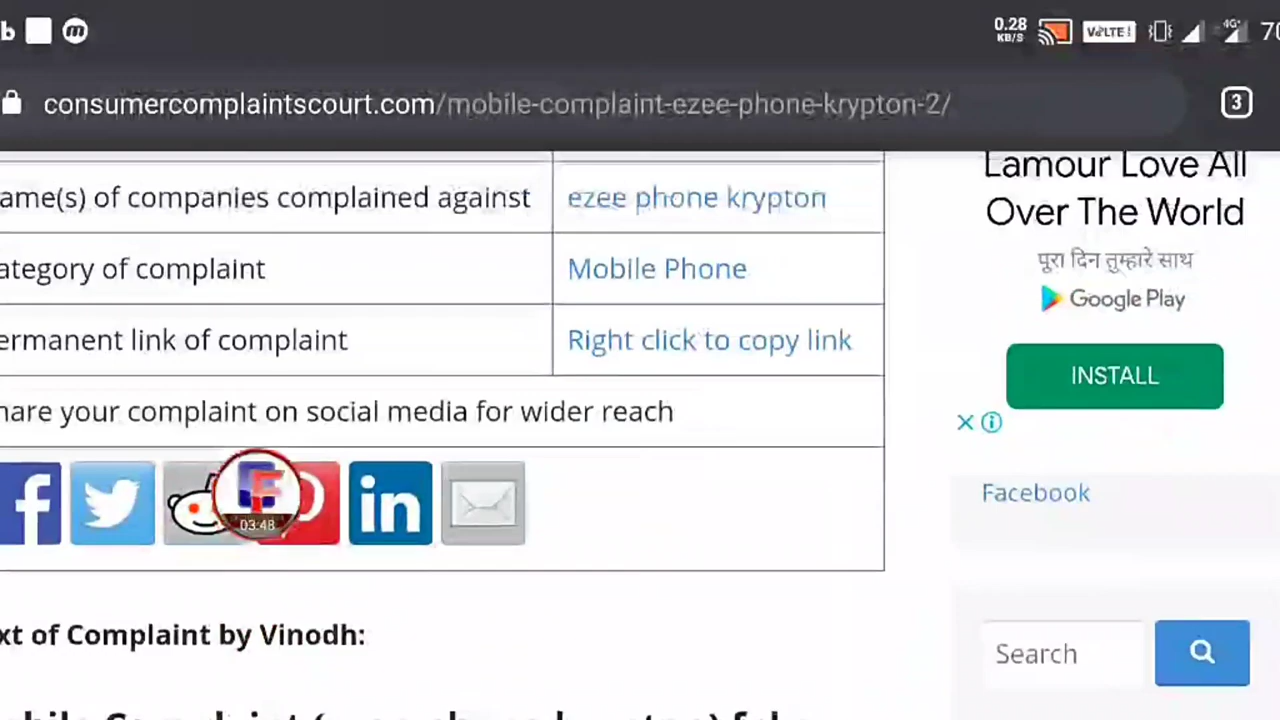 b m 0.28 KB/S VoLTE 4G 70
consumercomplaintscourt.com/mobile-complaint-ezee-phone-krypton-2/ 3
ame(s) of companies complained against ezee phone krypton
ategory of complaint Mobile Phone
ermanent link of complaint Right click to copy link
hare your complaint on social media for wider reach
f in
03:48
xt of Complaint by Vinodh:
Lamour Love All
Over The World
पूरा दिन तुम्हारे साथ
Google Play
INSTALL
Facebook
Search